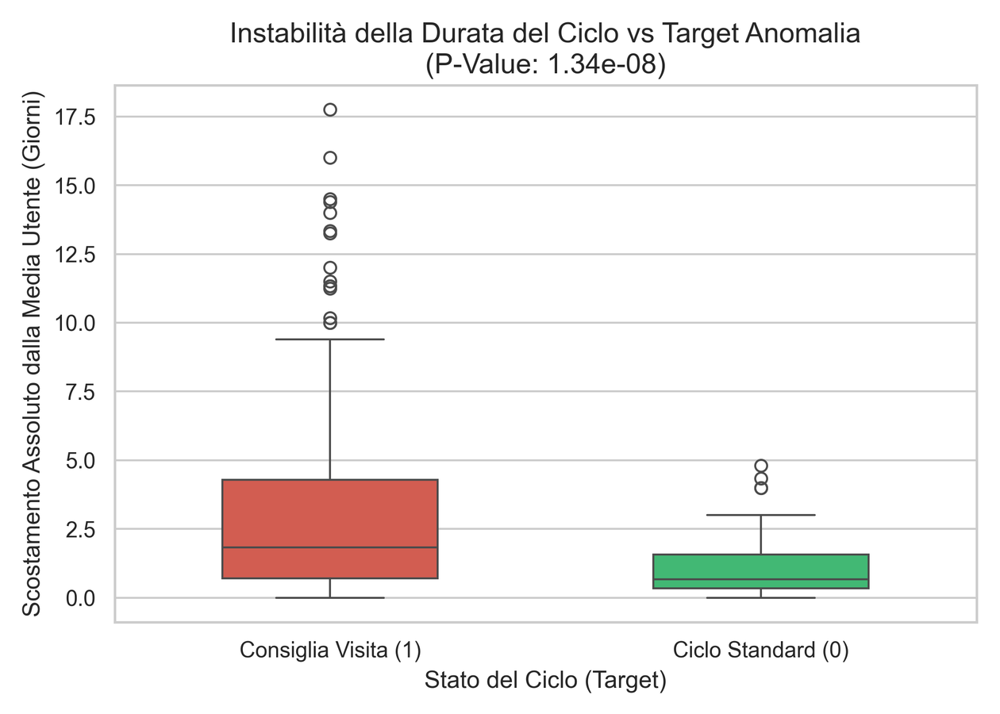 Instabilità della Durata del Ciclo vs Target Anomalia
(P-Value: 1.34e-08)
Scostamento Assoluto dalla Media Utente (Giorni)
17.5
15.0
12.5
10.0
7.5
5.0
2.5
0.0
Consiglia Visita (1)
Ciclo Standard (0)
Stato del Ciclo (Target)